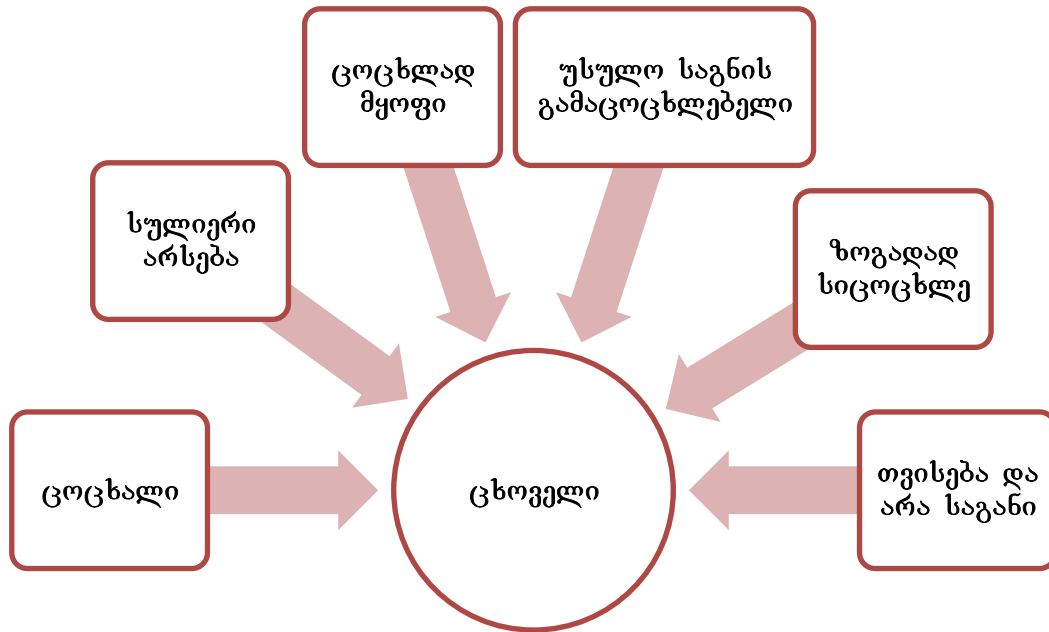 ცოცხლად
მყოფი
უსულო საგნის
გამაცოცხლებელი
სულიერი
არსება
ზოგადად
სიცოცხლე
ცოცხალი
ცხოველი
თვისება და
არა საგანი